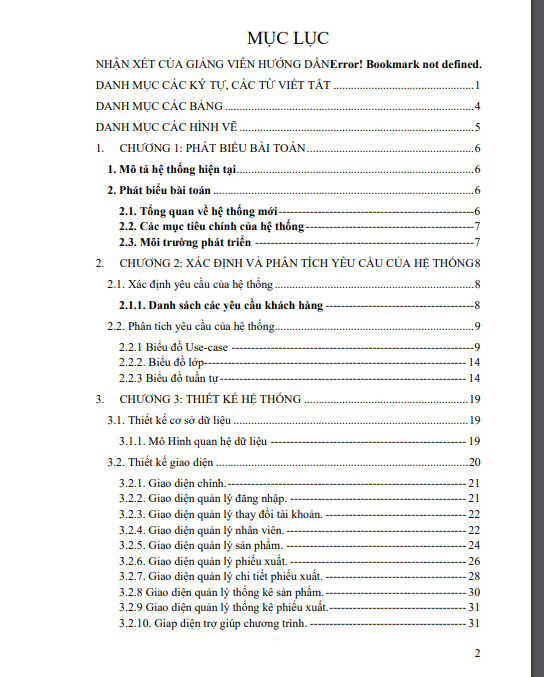 MỤC LỤC
NHẬN XÉT CỦA GIẢNG VIÊN HƯỚNG DẪNError! Bookmark not defined.
DANH MỤC CÁC KÝ TỰ, CÁC TỪ VIẾT TẮT ................................................1
DANH MỤC CÁC BẢNG ....................................................................................4
DANH MỤC CÁC HÌNH VẼ ................................................................................5
1. CHƯƠNG 1: PHÁT BIỂU BÀI TOÁN........................................................6
1. Mô tả hệ thống hiện tại................................................................................6
2. Phát biểu bài toán ........................................................................................6
2.1. Tổng quan về hệ thống mới --------------------------------------------------6
2.2. Các mục tiêu chính của hệ thống -------------------------------------------7
2.3. Môi trường phát triển --------------------------------------------------------7
2. CHƯƠNG 2: XÁC ĐỊNH VÀ PHÂN TÍCH YÊU CẦU CỦA HỆ THỐNG8
2.1. Xác định yêu cầu của hệ thống..................................................................8
2.1.1. Danh sách các yêu cầu khách hàng --------------------------------------8
2.2. Phân tích yêu cầu của hệ thống..................................................................9
2.2.1 Biểu đồ Use-case --------------------------------------------------------------9
2.2.2. Biểu đồ lớp------------------------------------------------------------------- 14
2.2.3 Biểu đồ tuần tự--------------------------------------------------------------- 14
3. CHƯƠNG 3: THIẾT KẾ HỆ THỐNG .......................................................19
3.1. Thiết kế cơ sở dữ liệu ..............................................................................19
3.1.1. Mô Hình quan hệ dữ liệu -------------------------------------------------- 19
3.2. Thiết kế giao diện ....................................................................................20
3.2.1. Giao diện chính.-------------------------------------------------------------- 21
3.2.2. Giao diện quản lý đăng nhập. --------------------------------------------- 21
3.2.3. Giao diện quản lý thay đổi tài khoản. ------------------------------------ 22
3.2.4. Giao diện quản lý nhân viên. ---------------------------------------------- 22
3.2.5. Giao diện quản lý sản phẩm. ---------------------------------------------- 24
3.2.6. Giao diện quản lý phiếu xuất. --------------------------------------------- 26
3.2.7. Giao diện quản lý chi tiết phiếu xuất. ------------------------------------ 28
3.2.8 Giao diện quản lý thống kê sản phẩm. ------------------------------------ 30
3.2.9 Giao diện quản lý thống kê phiếu xuất.----------------------------------- 31
3.2.10. Giap diện trợ giúp chương trình. ---------------------------------------- 31
2